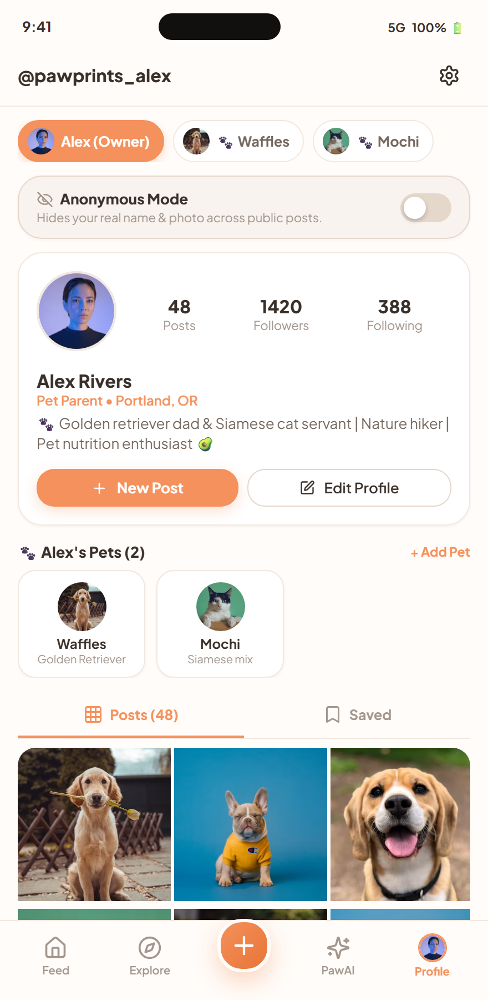 9:41
5G 100%
@pawprints_alex
Alex (Owner)
🐾 Waffles
🐾 Mochi
Anonymous Mode
Hides your real name & photo across public posts.
48
Posts
1420
Followers
388
Following
Alex Rivers
Pet Parent • Portland, OR
🐾 Golden retriever dad & Siamese cat servant | Nature hiker |
Pet nutrition enthusiast 🥑
+ New Post
Edit Profile
🐾 Alex's Pets (2)
+ Add Pet
Waffles
Golden Retriever
Mochi
Siamese mix
Posts (48)
Saved
Feed
Explore
PawAI
Profile